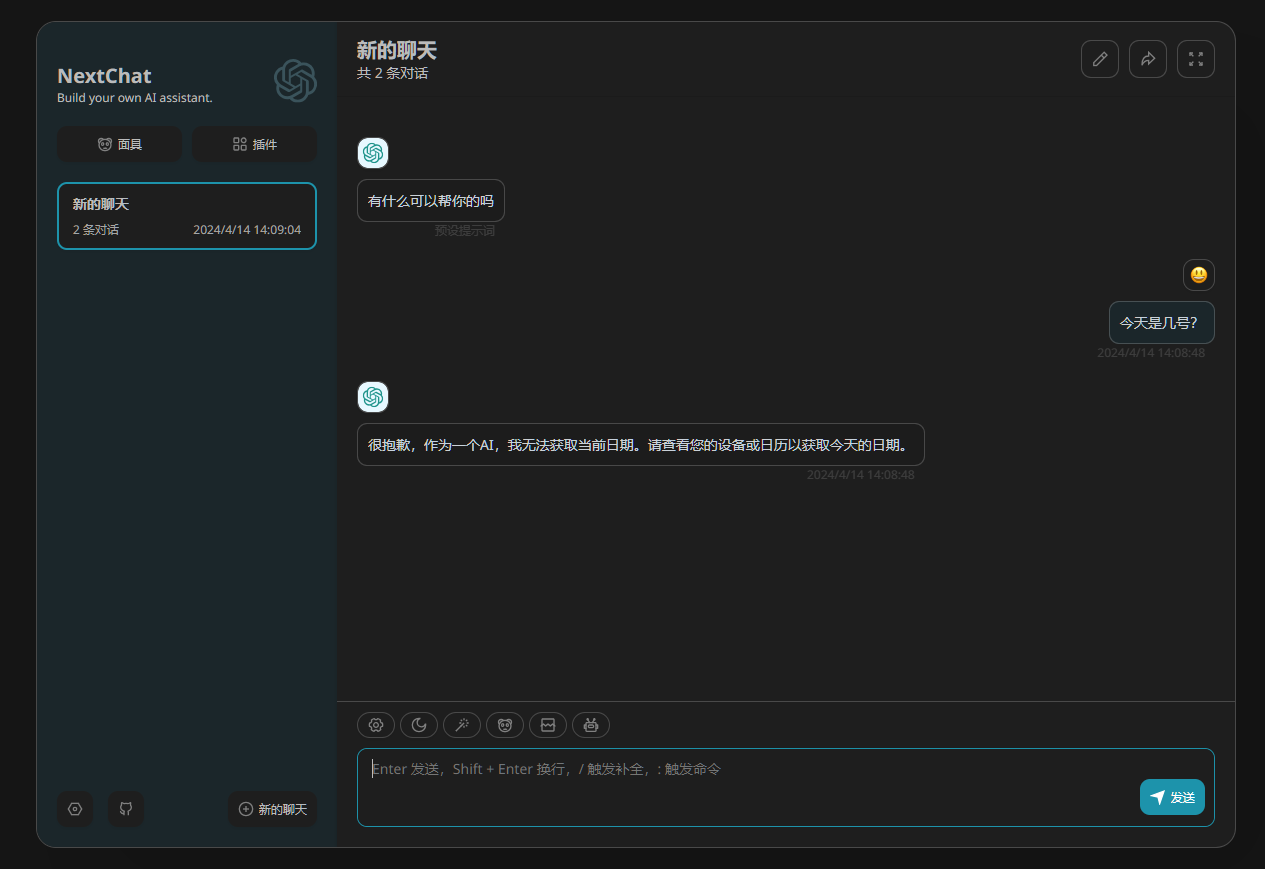 NextChat
Build your own AI assistant.
面具
插件
新的聊天
2 条对话
2024/4/14 14:09:04
新的聊天
新的聊天
共 2 条对话
有什么可以帮你的吗
预设提示词
今天是几号?
2024/4/14 14:08:48
很抱歉，作为一个AI，我无法获取当前日期。请查看您的设备或日历以获取今天的日期。
2024/4/14 14:08:48
Enter 发送，Shift + Enter 换行，/ 触发补全，: 触发命令
发送